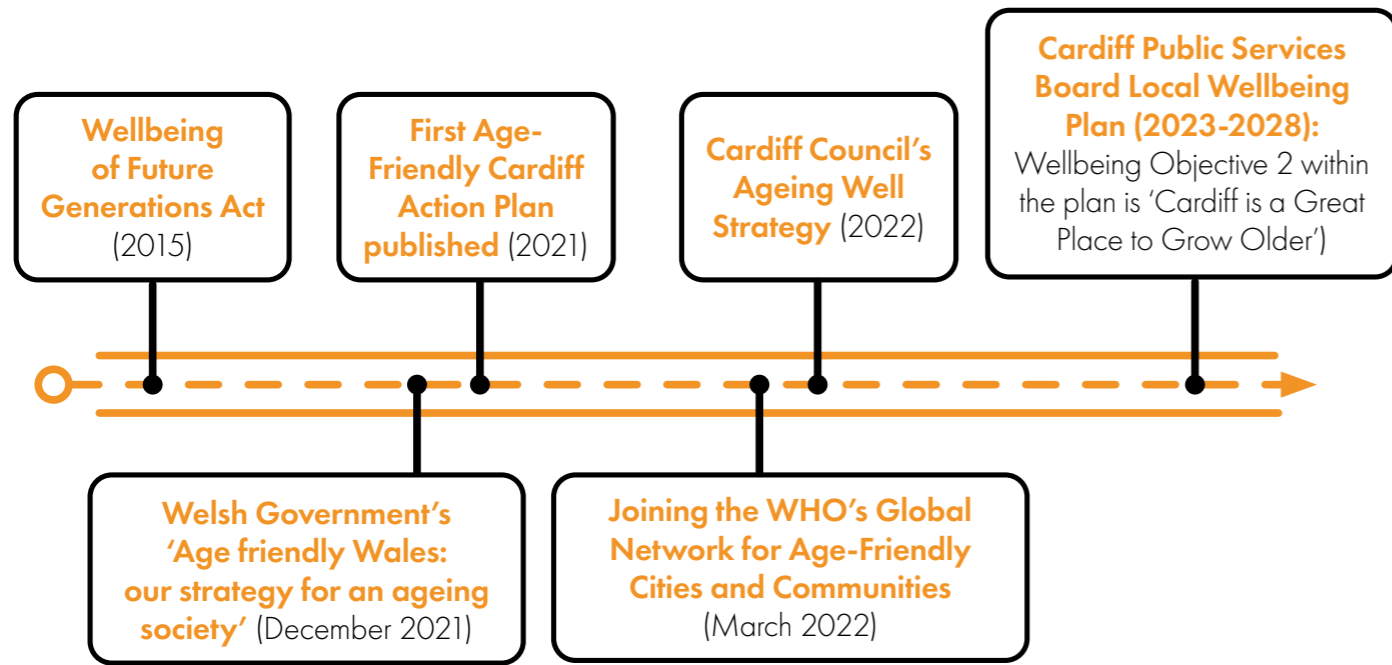 Wellbeing
of Future
Generations Act
(2015)
First Age-
Friendly Cardiff
Action Plan
published (2021)
Cardiff Council’s
Ageing Well
Strategy (2022)
Cardiff Public Services
Board Local Wellbeing
Plan (2023-2028):
Wellbeing Objective 2 within
the plan is ‘Cardiff is a Great
Place to Grow Older’)
Welsh Government’s
‘Age friendly Wales:
our strategy for an ageing
society’ (December 2021)
Joining the WHO’s Global
Network for Age-Friendly
Cities and Communities
(March 2022)